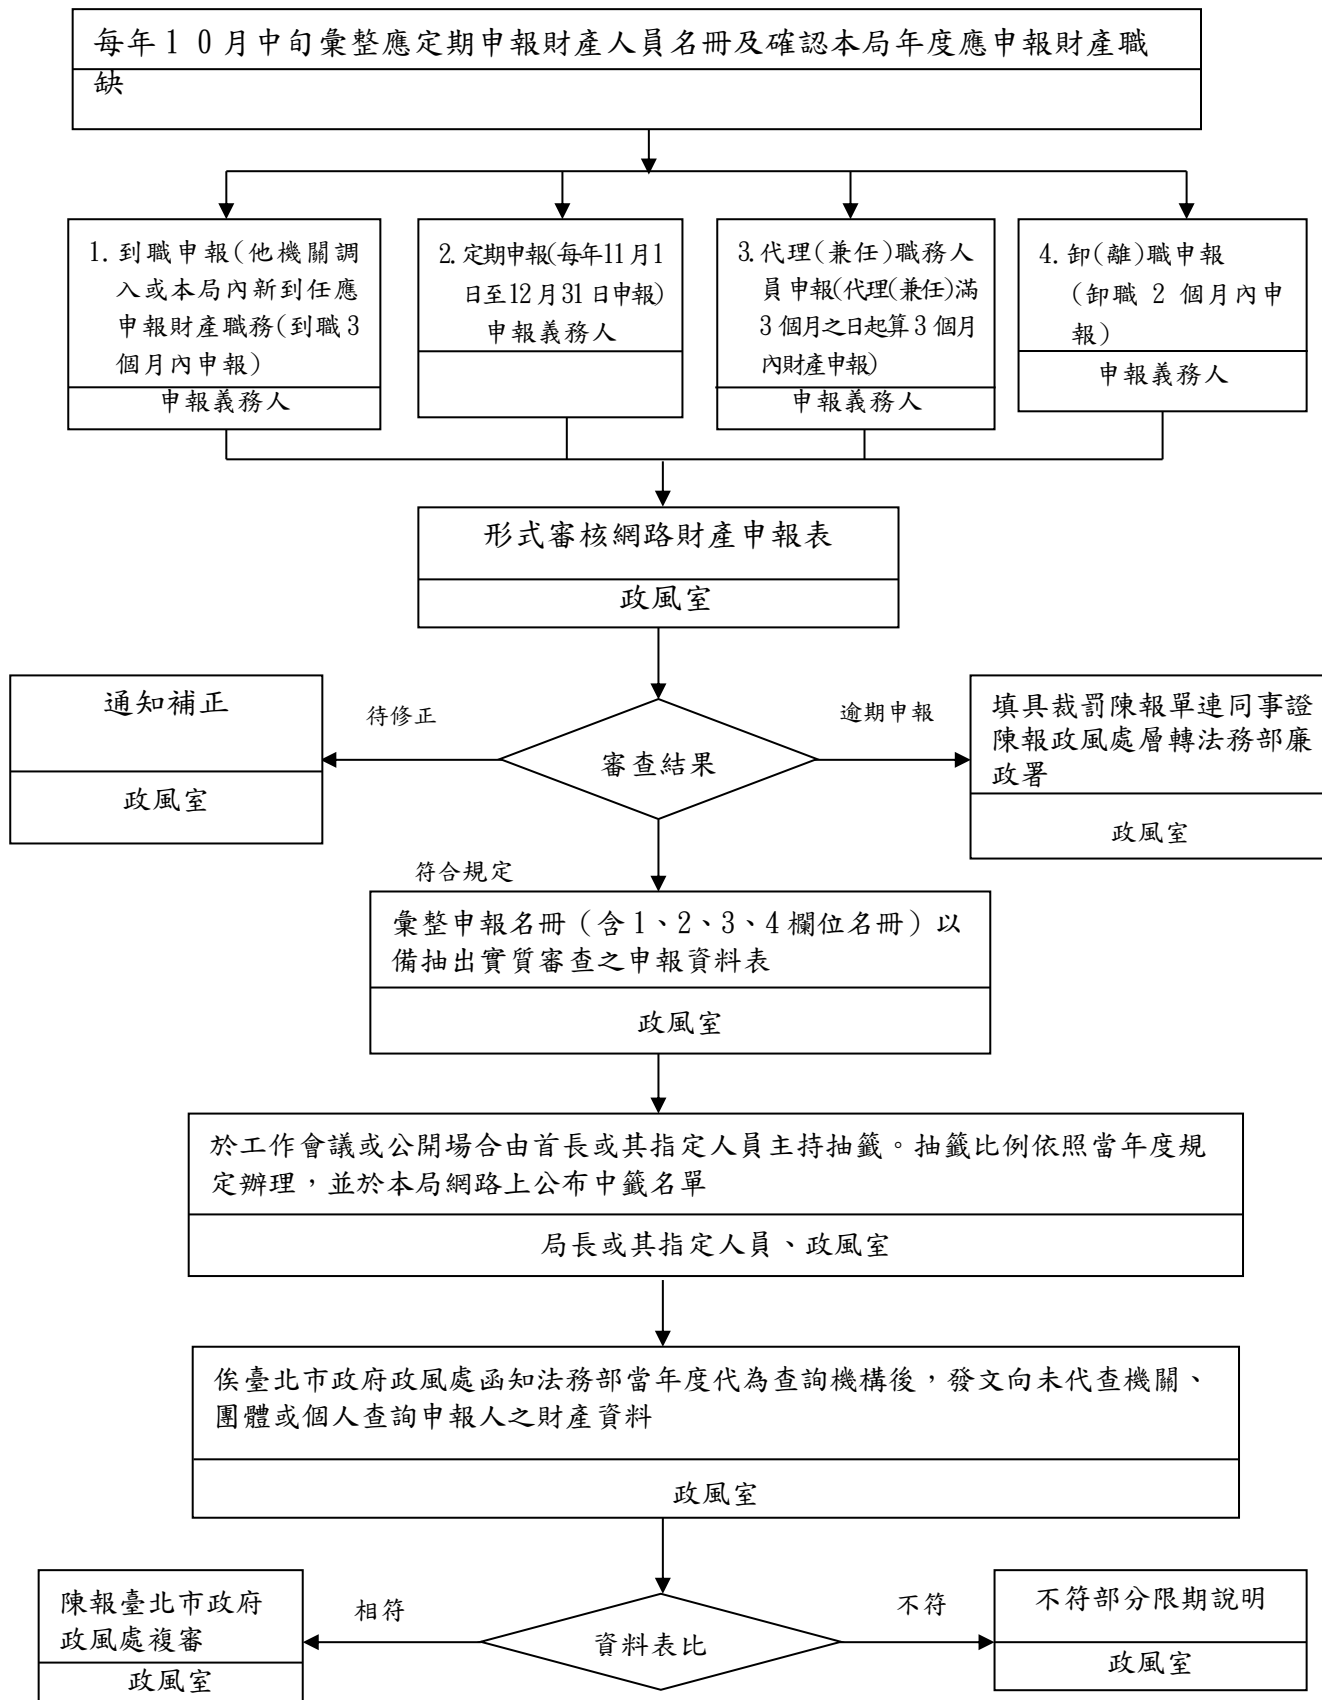 每年１０月中旬彙整應定期申報財產人員名冊及確認本局年度應申報財產職
缺
1.到職申報(他機關調
入或本局內新到任應
申報財產職務(到職3
個月內申報)
申報義務人
2.定期申報(每年11月1
日至12月31日申報)
申報義務人
3.代理(兼任)職務人
員申報(代理(兼任)滿
3個月之日起算3個月
內財產申報)
申報義務人
4.卸(離)職申報
(卸職 2 個月內申
報)
申報義務人
形式審核網路財產申報表
政風室
通知補正
政風室
待修正
審查結果
逾期申報
填具裁罰陳報單連同事證
陳報政風處層轉法務部廉
政署
政風室
符合規定
彙整申報名冊（含1、2、3、4欄位名冊）以
備抽出實質審查之申報資料表
政風室
於工作會議或公開場合由首長或其指定人員主持抽籤。抽籤比例依照當年度規
定辦理，並於本局網路上公布中籤名單
局長或其指定人員、政風室
俟臺北市政府政風處函知法務部當年度代為查詢機構後，發文向未代查機關、
團體或個人查詢申報人之財產資料
政風室
陳報臺北市政府
政風處複審
政風室
相符
資料表比
不符
不符部分限期說明
政風室